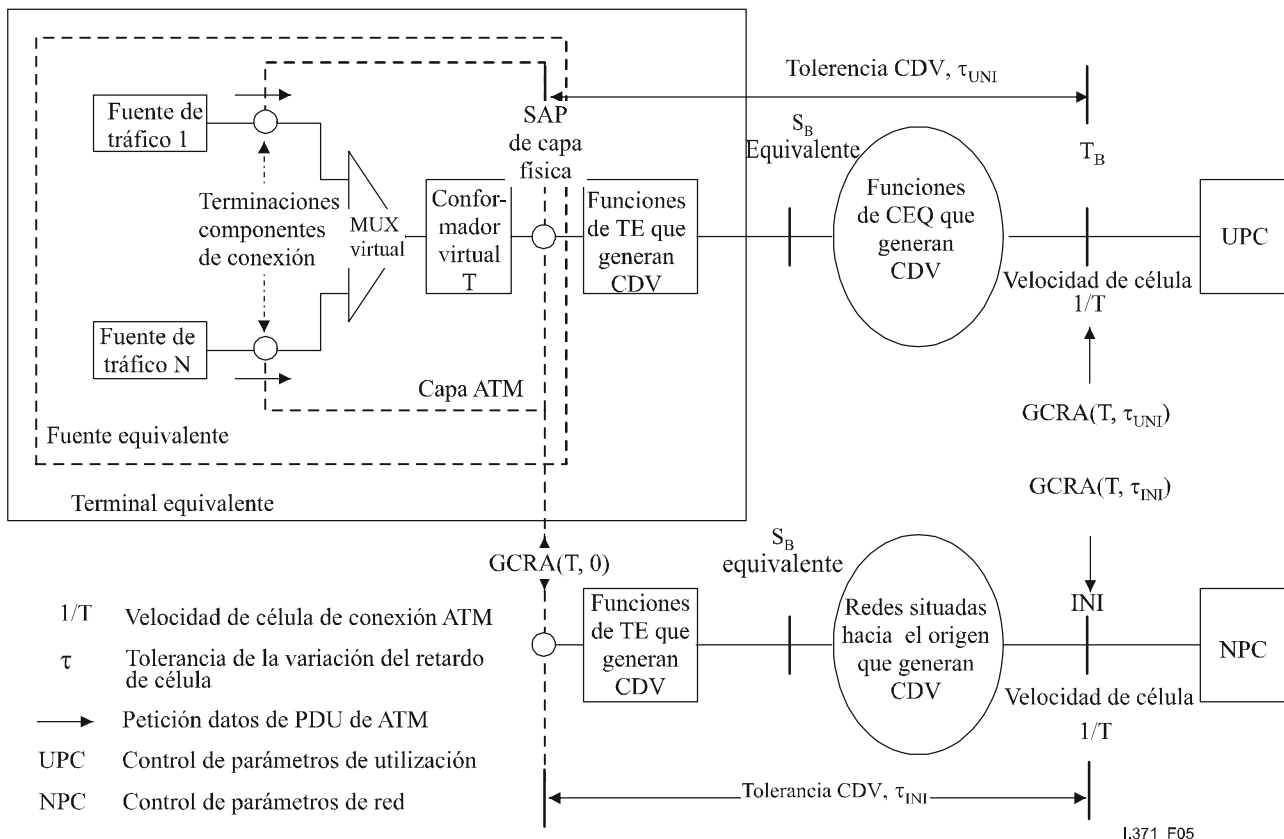 Tolerencia CDV, τUNI
Fuente de
tráfico 1
SAP
de capa
física
SB
Equivalente
TB
Terminaciones
componentes
de conexión
MUX
virtual
Confor-
mador
virtual
T
Funciones
de TE que
generan
CDV
Funciones
de CEQ que
generan
CDV
UPC
Velocidad de célula
1/T
Fuente de
tráfico N
Capa ATM
GCRA(T, τUNI)
Fuente equivalente
GCRA(T, τINI)
Terminal equivalente
SB
equivalente
GCRA(T, 0)
Funciones
de TE que
generan
CDV
Redes situadas
hacia el origen
que generan
CDV
INI
NPC
Velocidad de célula
1/T
1/T Velocidad de célula de conexión ATM
τ Tolerancia de la variación del retardo
de célula
Petición datos de PDU de ATM
UPC Control de parámetros de utilización
NPC Control de parámetros de red
Tolerancia CDV, τINI
I.371_F05